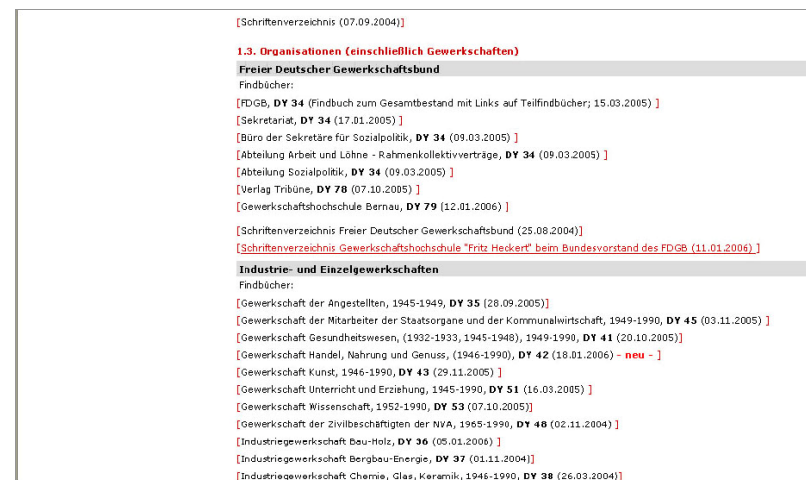 [Schriftenverzeichnis (07.09.2004)]
1.3. Organisationen (einschließlich Gewerkschaften)
Freier Deutscher Gewerkschaftsbund
Findbücher:
[FDGB, DY 34 (Findbuch zum Gesamtbestand mit Links auf Teilfindbücher; 15.03.2005) ]
[Sekretariat, DY 34 (17.01.2005) ]
[Büro der Sekretäre für Sozialpolitik, DY 34 (09.03.2005) ]
[Abteilung Arbeit und Löhne - Rahmenkollektivverträge, DY 34 (09.03.2005) ]
[Abteilung Sozialpolitik, DY 34 (09.03.2005) ]
[Verlag Tribüne, DY 78 (07.10.2005) ]
[Gewerkschaftshochschule Bernau, DY 79 (12.01.2006) ]
[Schriftenverzeichnis Freier Deutscher Gewerkschaftsbund (25.08.2004)]
[Schriftenverzeichnis Gewerkschaftshochschule "Fritz Heckert" beim Bundesvorstand des FDGB (11.01.2006) ]
Industrie- und Einzelgewerkschaften
Findbücher:
[Gewerkschaft der Angestellten, 1945-1949, DY 35 (28.09.2005)]
[Gewerkschaft der Mitarbeiter der Staatsorgane und der Kommunalwirtschaft, 1949-1990, DY 45 (03.11.2005) ]
[Gewerkschaft Gesundheitswesen, (1932-1933, 1945-1948), 1949-1990, DY 41 (20.10.2005)]
[Gewerkschaft Handel, Nahrung und Genuss, (1946-1990), DY 42 (18.01.2006) - neu - ]
[Gewerkschaft Kunst, 1946-1990, DY 43 (29.11.2005) ]
[Gewerkschaft Unterricht und Erziehung, 1945-1990, DY 51 (16.03.2005) ]
[Gewerkschaft Wissenschaft, 1952-1990, DY 53 (07.10.2005)]
[Gewerkschaft der Zivilbeschäftigten der NVA, 1965-1990, DY 48 (02.11.2004) ]
[Industriegewerkschaft Bau-Holz, DY 36 (05.01.2006) ]
[Industriegewerkschaft Bergbau-Energie, DY 37 (01.11.2004)]
[Industriegewerkschaft Chemie, Glas, Keramik, 1946-1990, DY 38 (26.03.2004)]